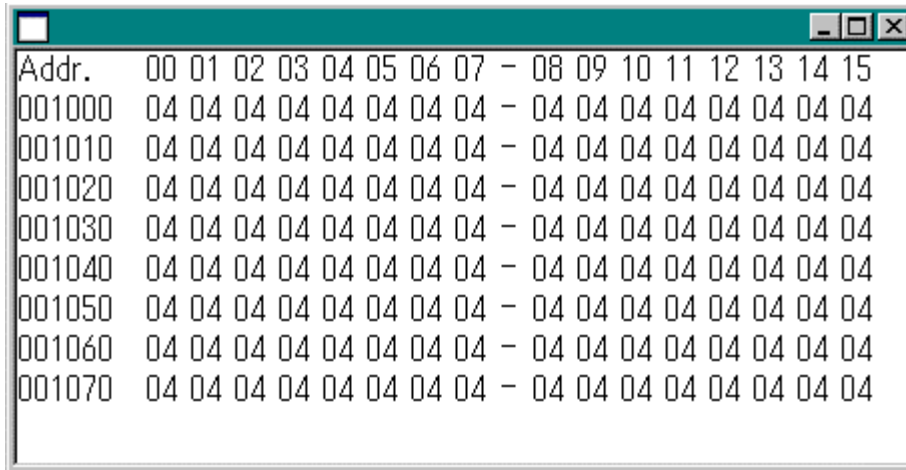 Addr. 00 01 02 03 04 05 06 07 - 08 09 10 11 12 13 14 15
001000 04 04 04 04 04 04 04 04 - 04 04 04 04 04 04 04 04
001010 04 04 04 04 04 04 04 04 - 04 04 04 04 04 04 04 04
001020 04 04 04 04 04 04 04 04 - 04 04 04 04 04 04 04 04
001030 04 04 04 04 04 04 04 04 - 04 04 04 04 04 04 04 04
001040 04 04 04 04 04 04 04 04 - 04 04 04 04 04 04 04 04
001050 04 04 04 04 04 04 04 04 - 04 04 04 04 04 04 04 04
001060 04 04 04 04 04 04 04 04 - 04 04 04 04 04 04 04 04
001070 04 04 04 04 04 04 04 04 - 04 04 04 04 04 04 04 04